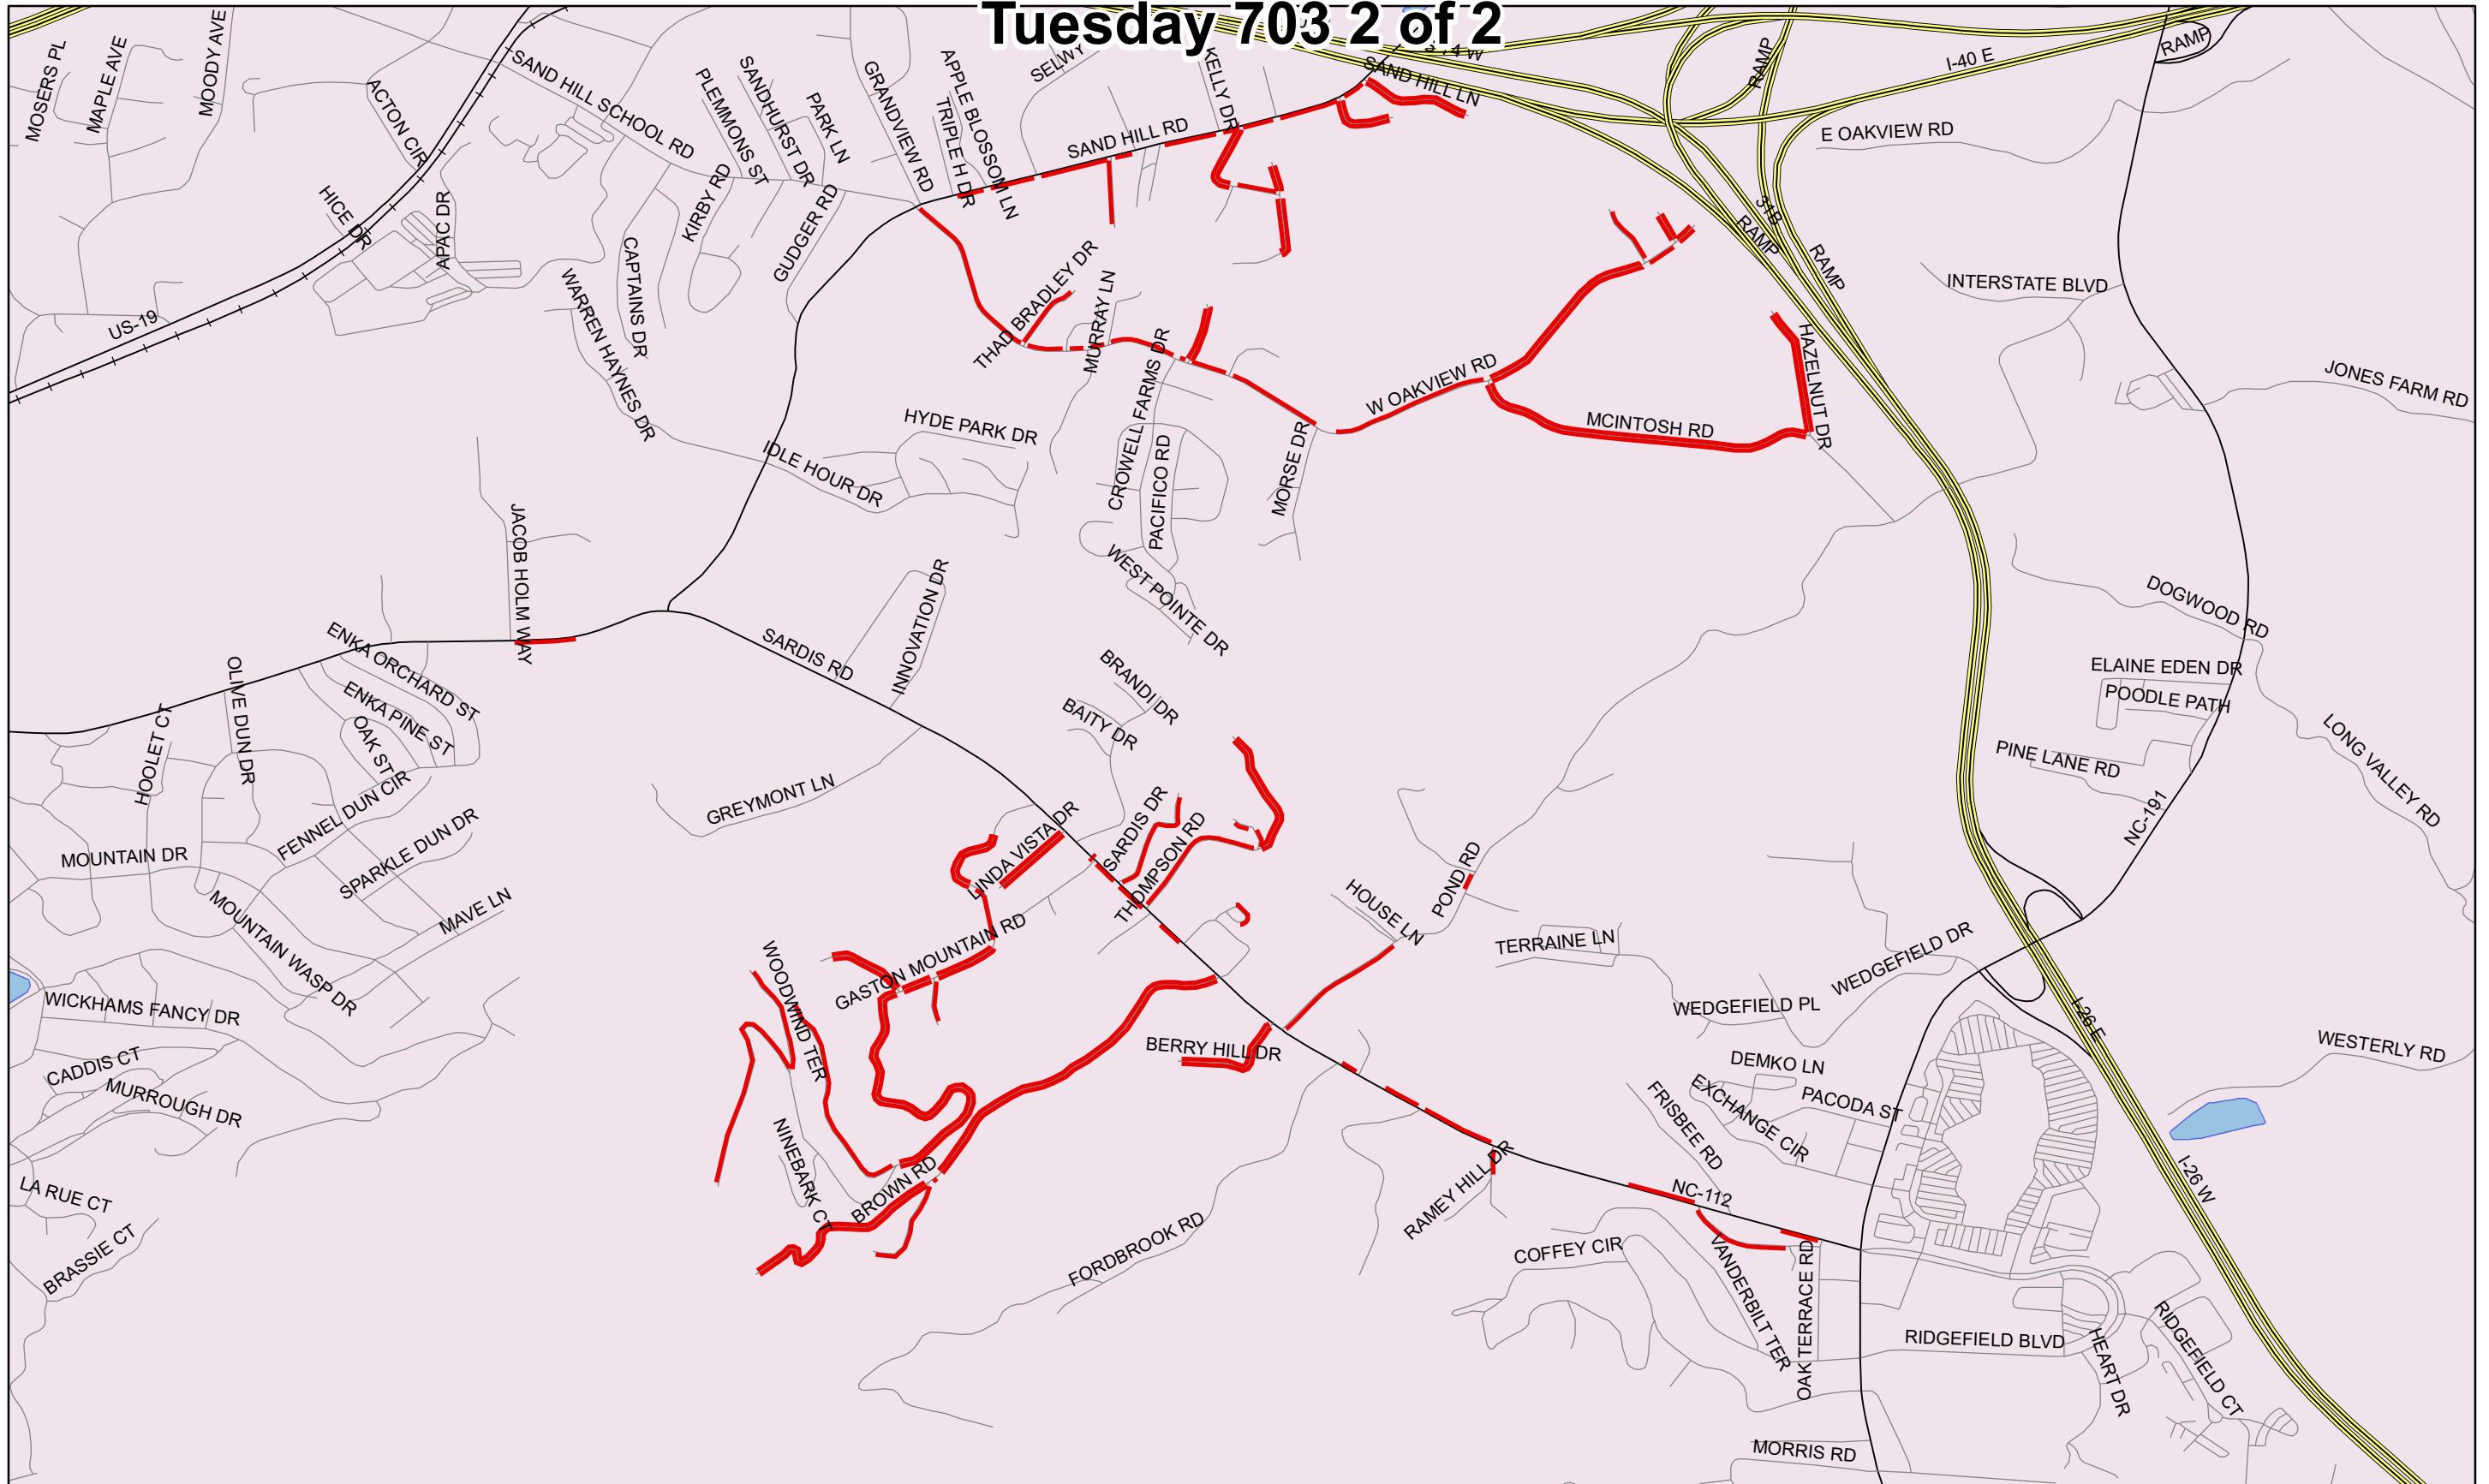 Tuesday 703 2 of 2
MOSERS PL
MAPLE AVE
MOODY AVE
ACTON CIR
SAND HILL SCHOOL RD
PLEMMONS ST
SANDHURST DR
PARK LN
GRANDVIEW RD
APPLE BLOSSOM LN
TRIPLE H DR
KELLY DR
SAND HILL LN
SAND HILL RD
RAMP
I-40 E
RAMP
E OAKVIEW RD
HICE DR
APAC DR
KIRBY RD
GUDGER RD
CAPTAINS DR
WARREN HAYNES DR
THAD BRADLEY DR
MURRAY LN
RAMP
RAMP
INTERSTATE BLVD
US-19
CROWELL FARMS DR
W OAKVIEW RD
HAZELNUT DR
JONES FARM RD
HYDE PARK DR
IDLE HOUR DR
PACIFICO RD
MORSE DR
MCINTOSH RD
JACOB HOLM WAY
WEST POINTE DR
INNOVATION DR
DOGWOOD RD
ENKA ORCHARD ST
SARDIS RD
ELAINE EDEN DR
POODLE PATH
OLIVE DUN DR
ENKA PINE ST
OAK ST
HOOLET CT
BRANDI DR
BAITY DR
PINE LANE RD
LONG VALLEY RD
GREYMONT LN
FENNEL DUN CIR
SPARKLE DUN DR
LINDA VISTA DR
SARDIS DR
THOMPSON RD
NC-191
MOUNTAIN DR
MOUNTAIN WASP DR
MAVE LN
GASTON MOUNTAIN RD
HOUSE LN
POND RD
TERRAINE LN
WEDGEFIELD DR
WEDGEFIELD PL
WICKHAMS FANCY DR
WOODWIND TER
I-26 E
BERRY HILL DR
WESTERLY RD
CADDIS CT
MURROUGH DR
DEMKO LN
EXCHANGE CIR
PACODA ST
FRISBEE RD
NINEBARK CT
BROWN RD
RAMEY HILL DR
NC-112
I-26 W
LA RUE CT
BRASSIE CT
FORDBROOK RD
COFFEY CIR
VANDERBILT TER
OAK TERRACE RD
RIDGEFIELD BLVD
HEART DR
RIDGEFIELD CT
MORRIS RD